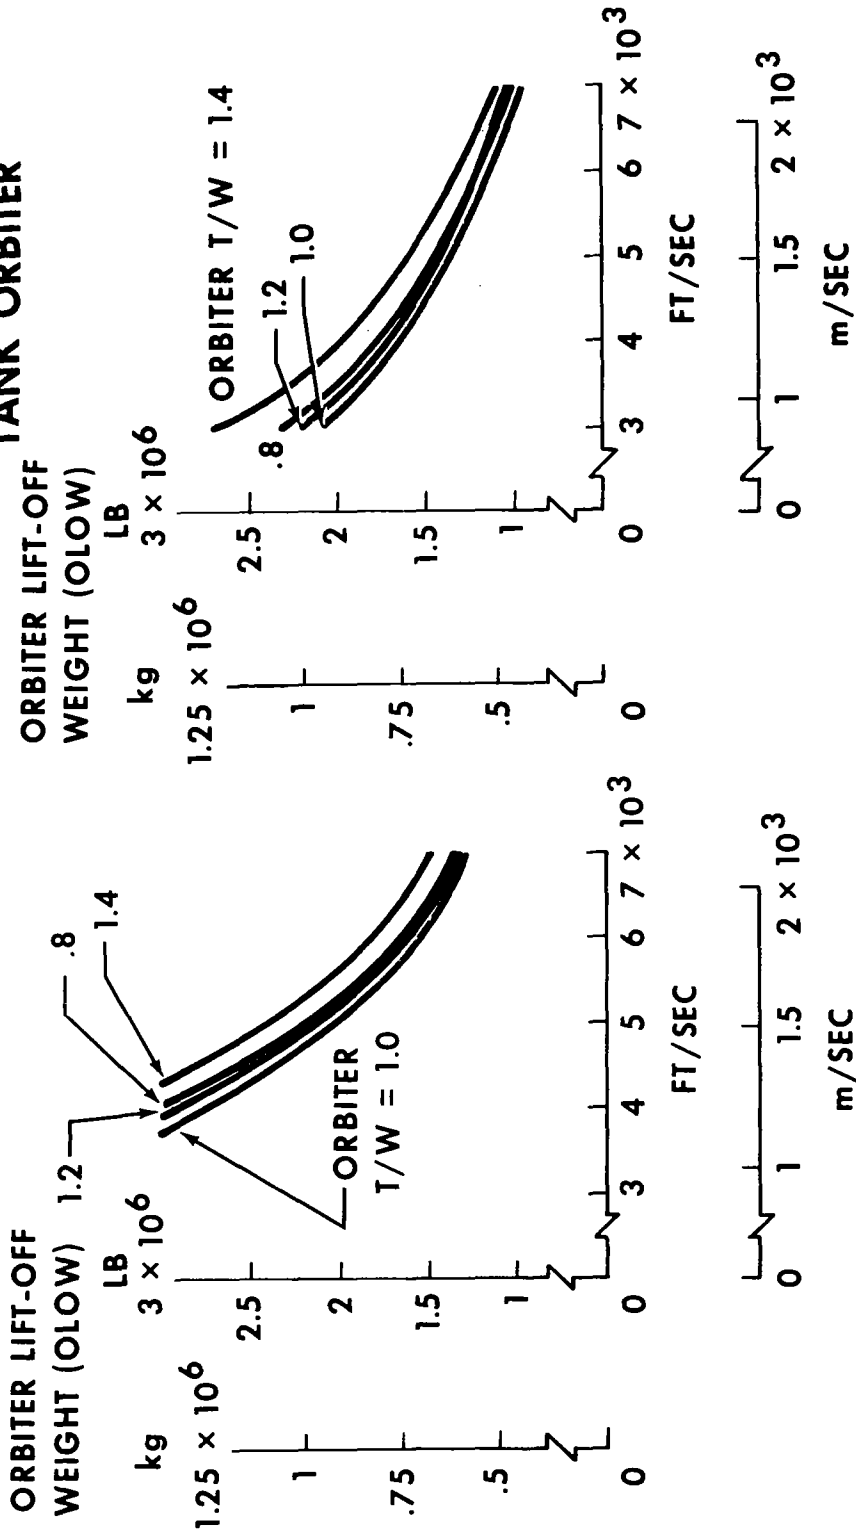 TANK ORBITER
ORBITER LIFT-OFF
WEIGHT (OLOW)
kg
1.25 × 10⁶
1
.75
.5
0
LB
3 × 10⁶
2.5
2
1.5
1
0
1.2
.8
1.4
ORBITER
T/W = 1.0
3
4
5
6
7 × 10³
FT/SEC
0
1
1.5
2 × 10³
m/SEC
ORBITER LIFT-OFF
WEIGHT (OLOW)
kg
1.25 × 10⁶
1
.75
.5
0
LB
3 × 10⁶
2.5
2
1.5
1
0
ORBITER T/W = 1.4
1.2
1.0
.8
3
4
5
6
7 × 10³
FT/SEC
0
1
1.5
2 × 10³
m/SEC